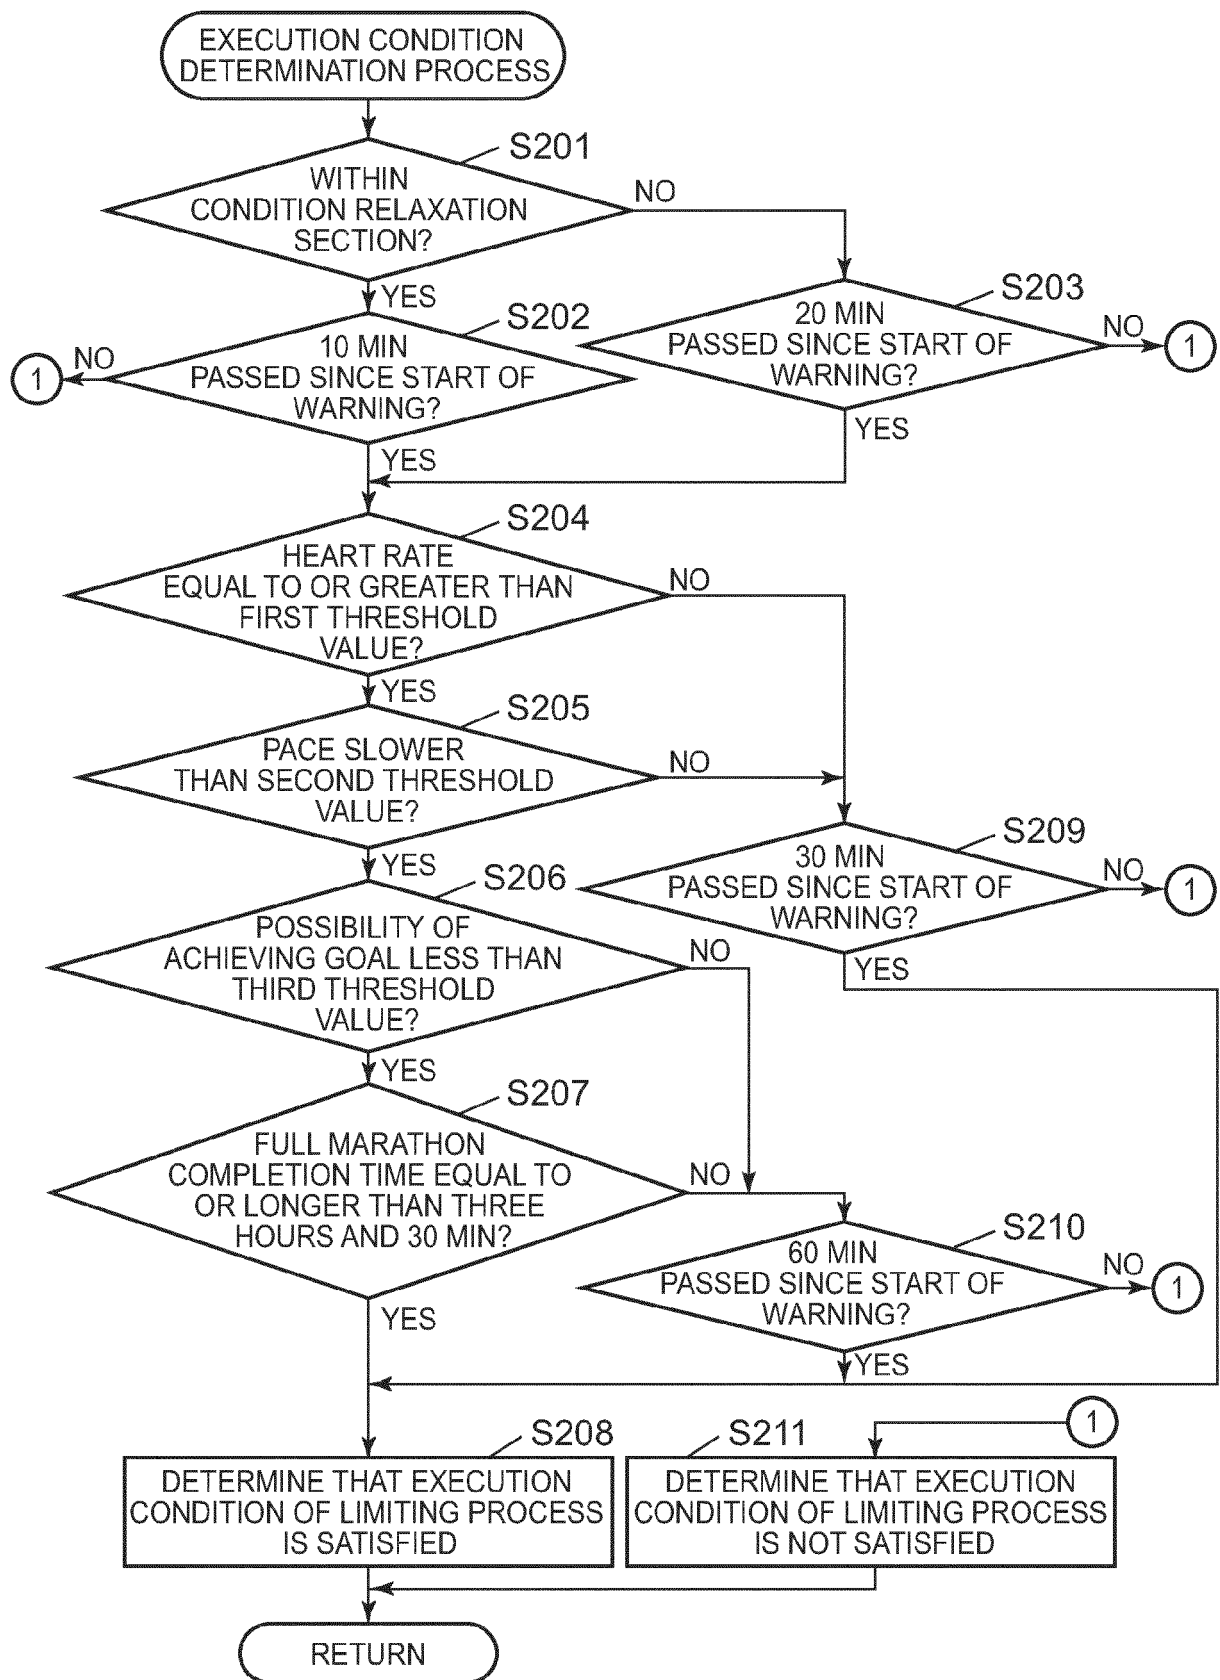 EXECUTION CONDITION
DETERMINATION PROCESS
S201
WITHIN
CONDITION RELAXATION
SECTION?
NO
YES
S202
10 MIN
PASSED SINCE START OF
WARNING?
NO
1
YES
S203
20 MIN
PASSED SINCE START OF
WARNING?
NO
1
YES
S204
HEART RATE
EQUAL TO OR GREATER THAN
FIRST THRESHOLD
VALUE?
NO
YES
S205
PACE SLOWER
THAN SECOND THRESHOLD
VALUE?
NO
YES
S209
30 MIN
PASSED SINCE START OF
WARNING?
NO
1
YES
S206
POSSIBILITY OF
ACHIEVING GOAL LESS THAN
THIRD THRESHOLD
VALUE?
NO
YES
S207
FULL MARATHON
COMPLETION TIME EQUAL TO
OR LONGER THAN THREE
HOURS AND 30 MIN?
NO
YES
S210
60 MIN
PASSED SINCE START OF
WARNING?
NO
1
YES
S208
DETERMINE THAT EXECUTION
CONDITION OF LIMITING PROCESS
IS SATISFIED
1
S211
DETERMINE THAT EXECUTION
CONDITION OF LIMITING PROCESS
IS NOT SATISFIED
RETURN